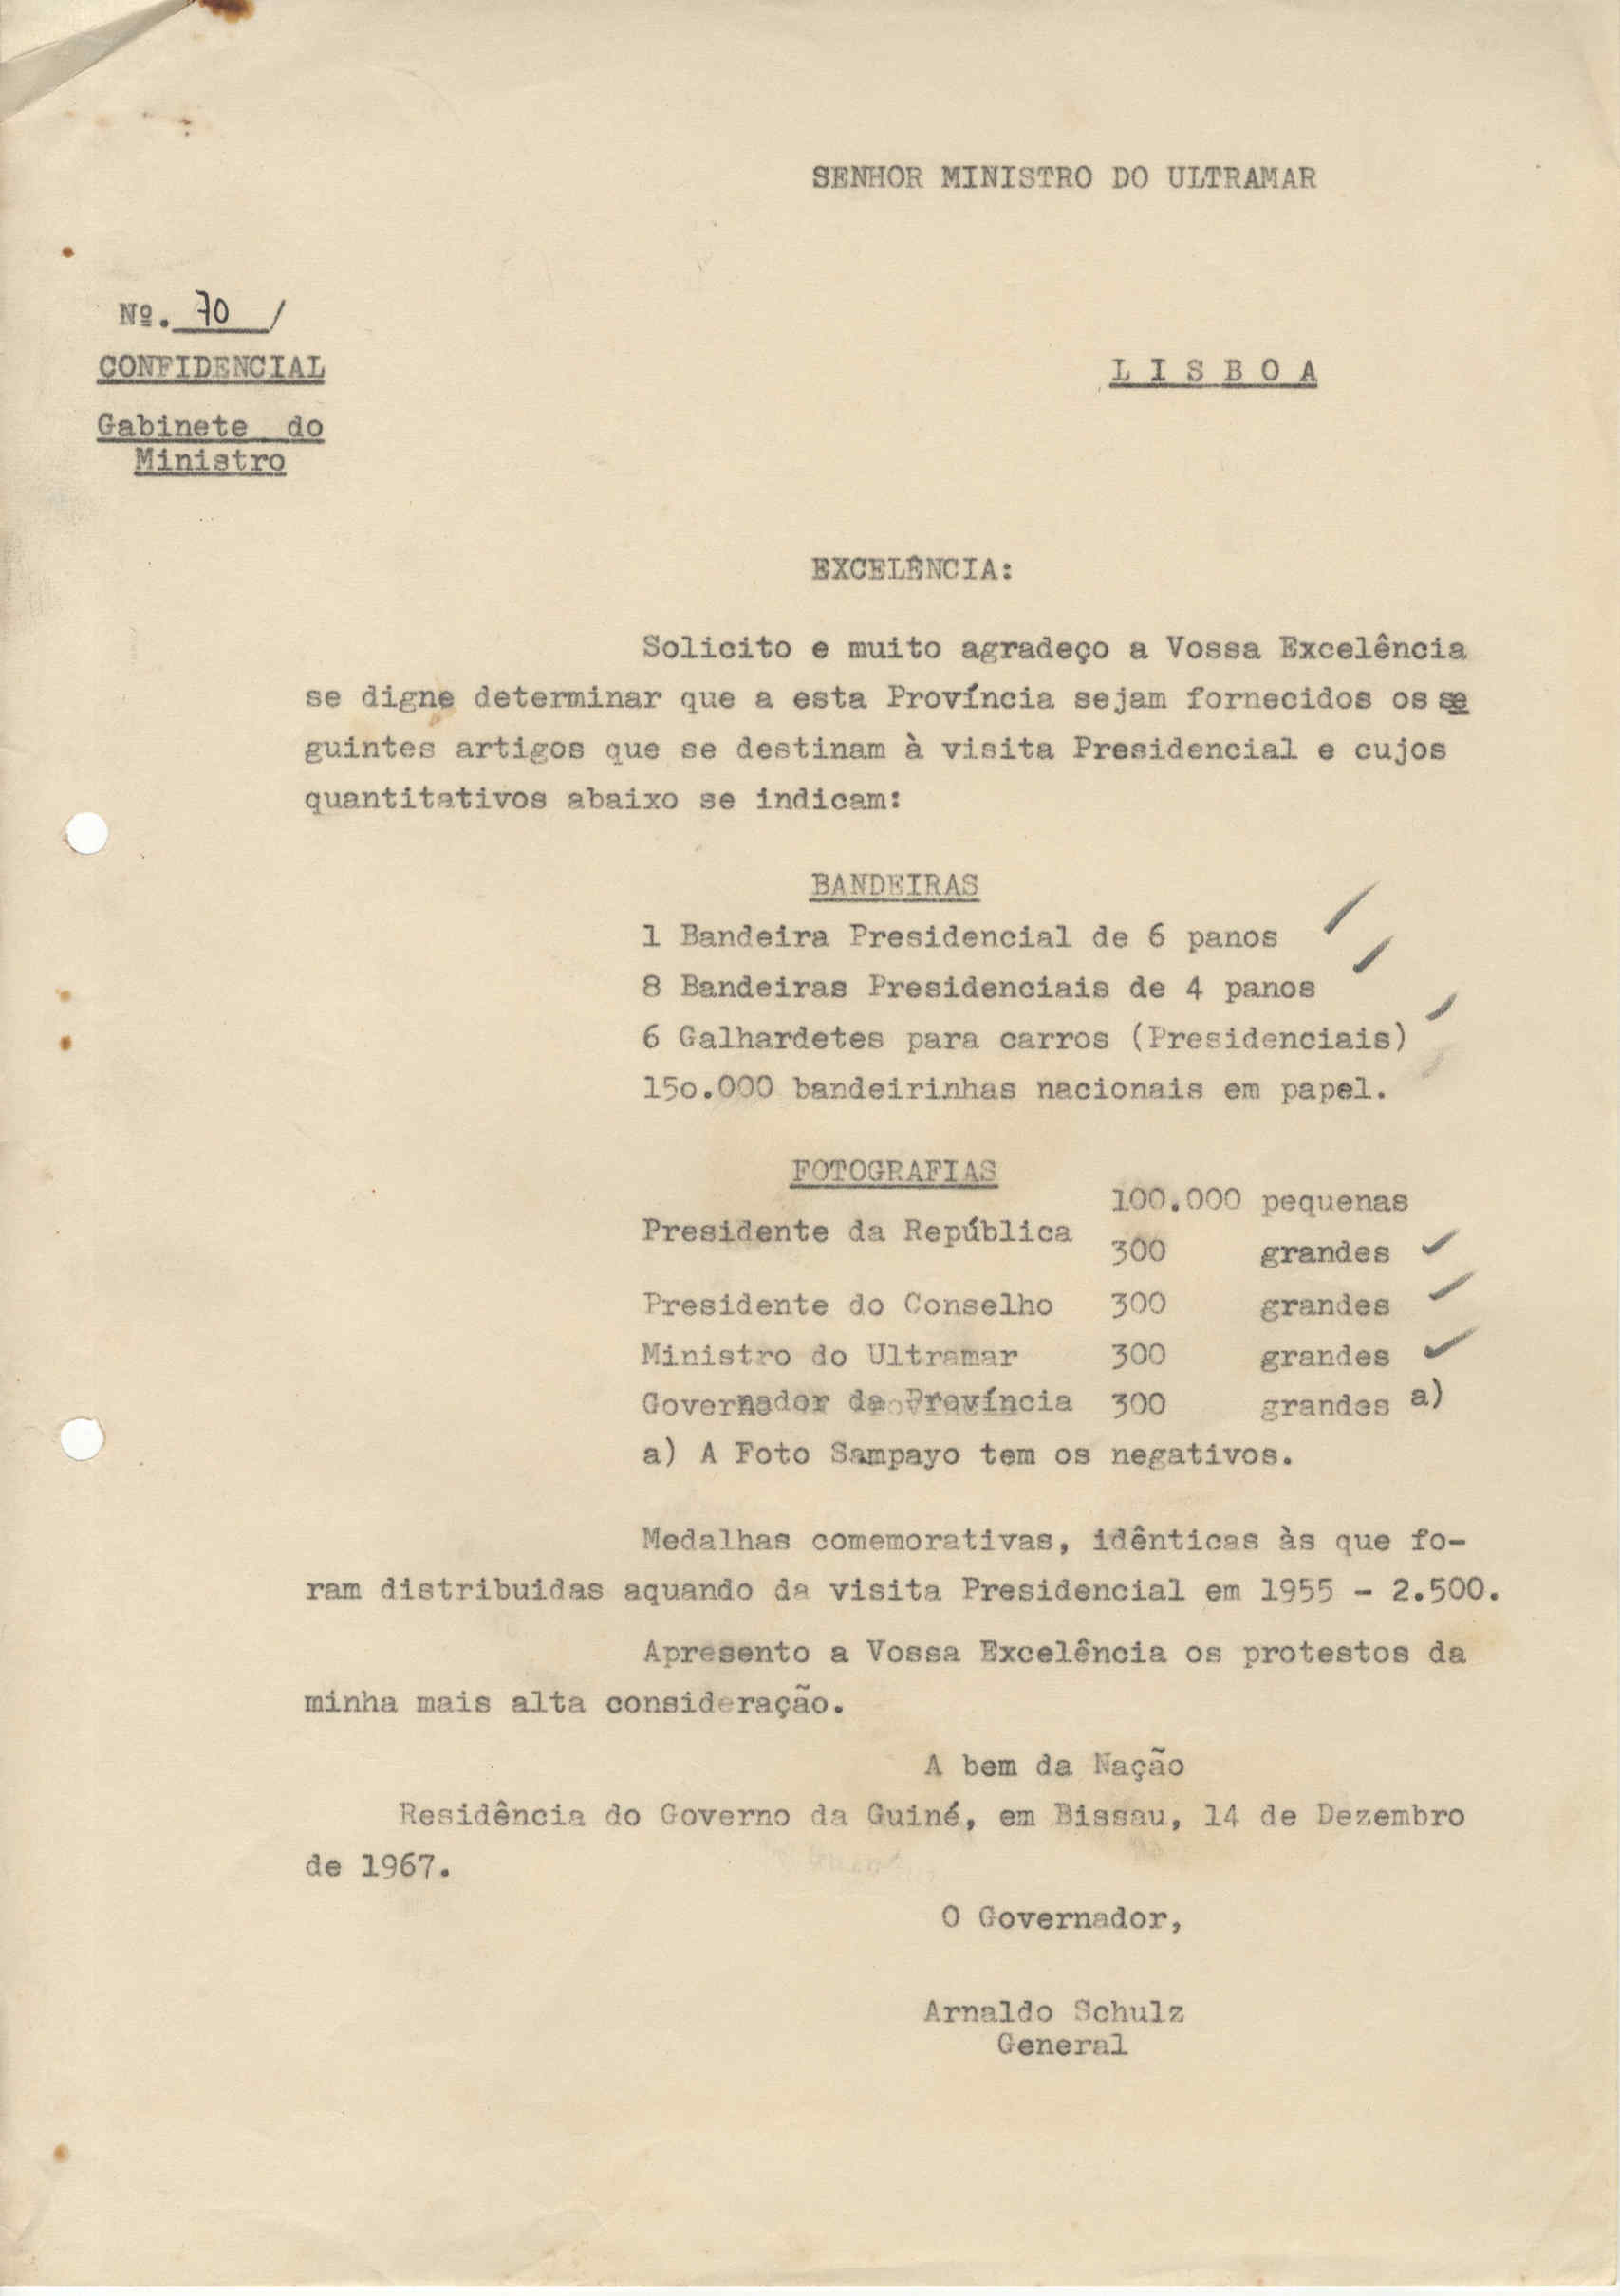 SENHOR MINISTRO DO ULTRAMAR
Nº. 70 /
CONFIDENCIAL
LISBOA
Gabinete do
Ministro
EXCELÊNCIA:
Solicito e muito agradeço a Vossa Excelência
se digne determinar que a esta Província sejam fornecidos os se
guintes artigos que se destinam à visita Presidencial e cujos
quantitativos abaixo se indicam:
BANDEIRAS
1 Bandeira Presidencial de 6 panos
8 Bandeiras Presidenciais de 4 panos
6 Galhardetes para carros (Presidenciais)
15o.000 bandeirinhas nacionais em papel.
FOTOGRAFIAS
100.000 pequenas
Presidente da República
300 grandes
Presidente do Conselho 300 grandes
Ministro do Ultramar 300 grandes
Governador da Província 300 grandes a)
a) A Foto Sampayo tem os negativos.
Medalhas comemorativas, idênticas às que fo-
ram distribuidas aquando da visita Presidencial em 1955 - 2.500.
Apresento a Vossa Excelência os protestos da
minha mais alta consideração.
A bem da Nação
Residência do Governo da Guiné, em Bissau, 14 de Dezembro
de 1967.
O Governador,
Arnaldo Schulz
General